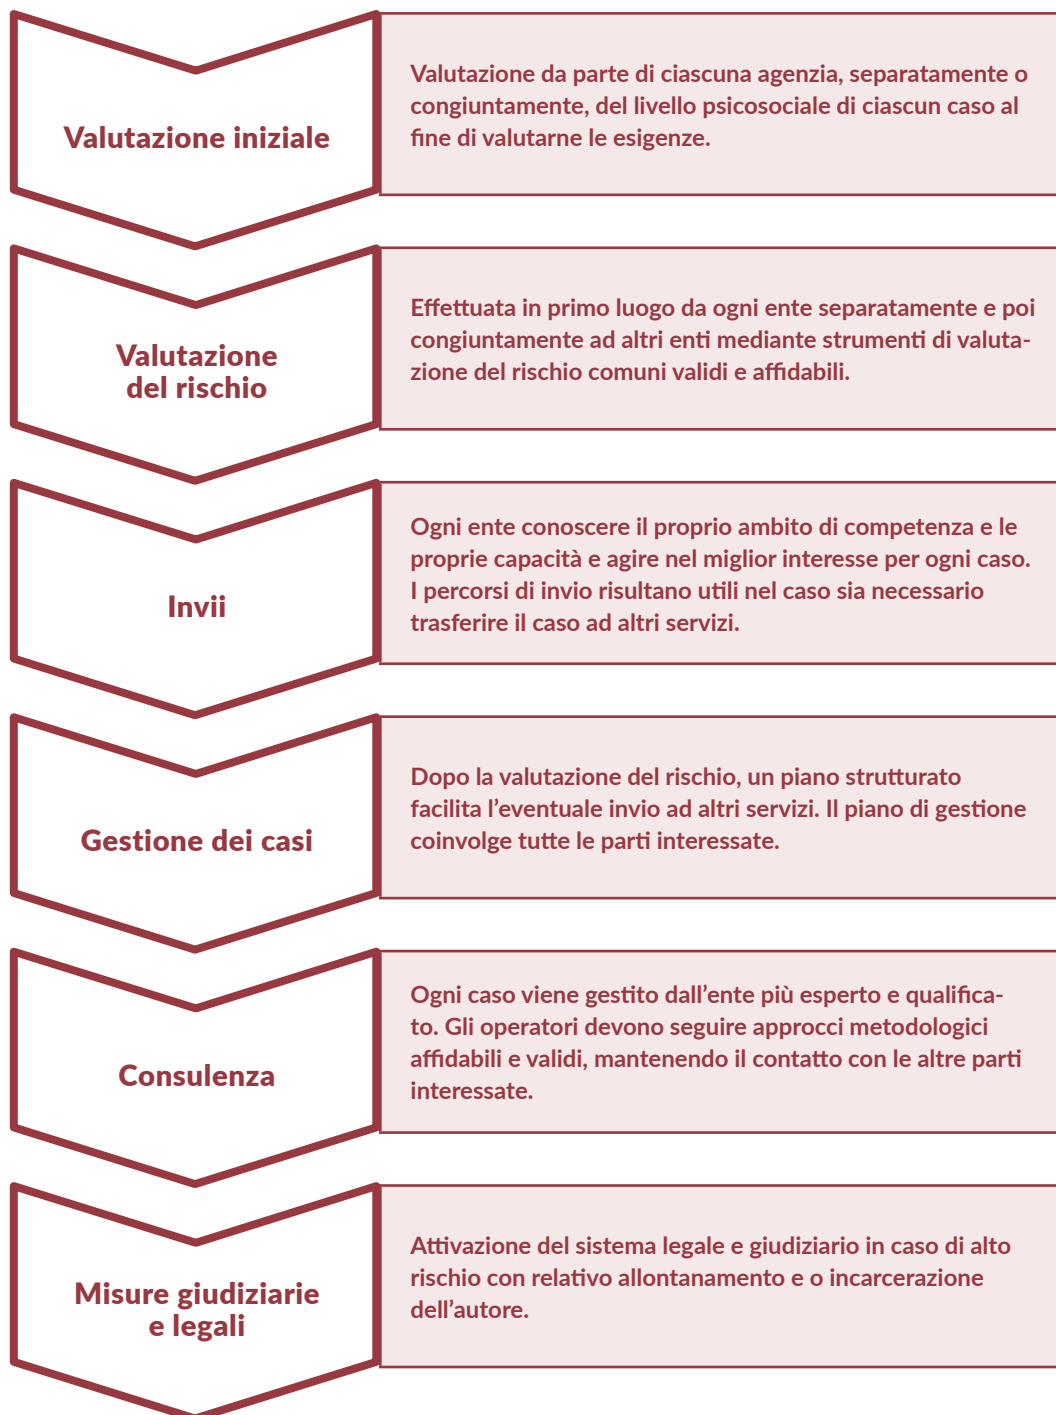 Valutazione iniziale
Valutazione da parte di ciascuna agenzia, separatamente o
congiuntamente, del livello psicosociale di ciascun caso al
fine di valutarne le esigenze.
Valutazione
del rischio
Effettuata in primo luogo da ogni ente separatamente e poi
congiuntamente ad altri enti mediante strumenti di valuta-
zione del rischio comuni validi e affidabili.
Invii
Ogni ente conoscere il proprio ambito di competenza e le
proprie capacità e agire nel miglior interesse per ogni caso.
I percorsi di invio risultano utili nel caso sia necessario
trasferire il caso ad altri servizi.
Gestione dei casi
Dopo la valutazione del rischio, un piano strutturato
facilita l’eventuale invio ad altri servizi. Il piano di gestione
coinvolge tutte le parti interessate.
Consulenza
Ogni caso viene gestito dall’ente più esperto e qualifica-
to. Gli operatori devono seguire approcci metodologici
affidabili e validi, mantenendo il contatto con le altre parti
interessate.
Misure giudiziarie
e legali
Attivazione del sistema legale e giudiziario in caso di alto
rischio con relativo allontanamento e o incarcerazione
dell’autore.